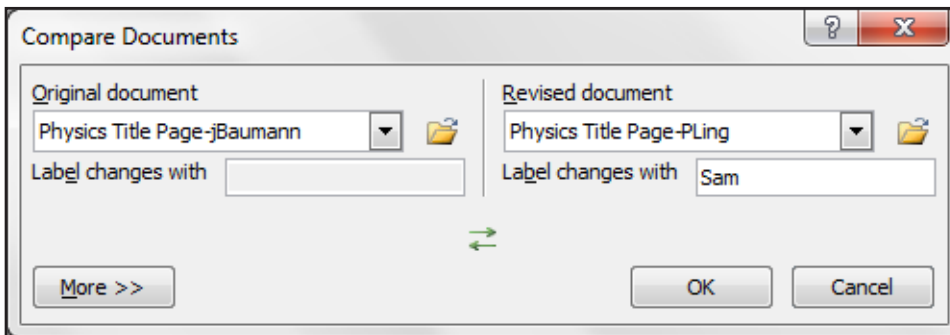 Compare Documents
Original document
Physics Title Page-jBaumann
Label changes with
Revised document
Physics Title Page-PLing
Label changes with Sam
More >>
OK
Cancel